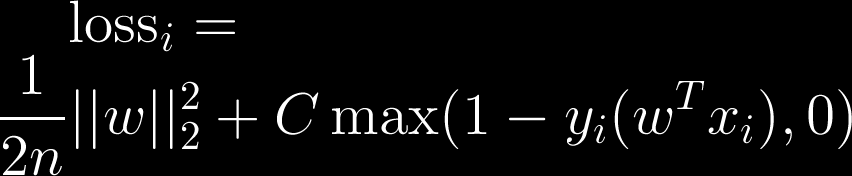 loss_i =
\frac{1}{2n}||w||_2^2 + C max(1 − y_i(w^T x_i), 0)